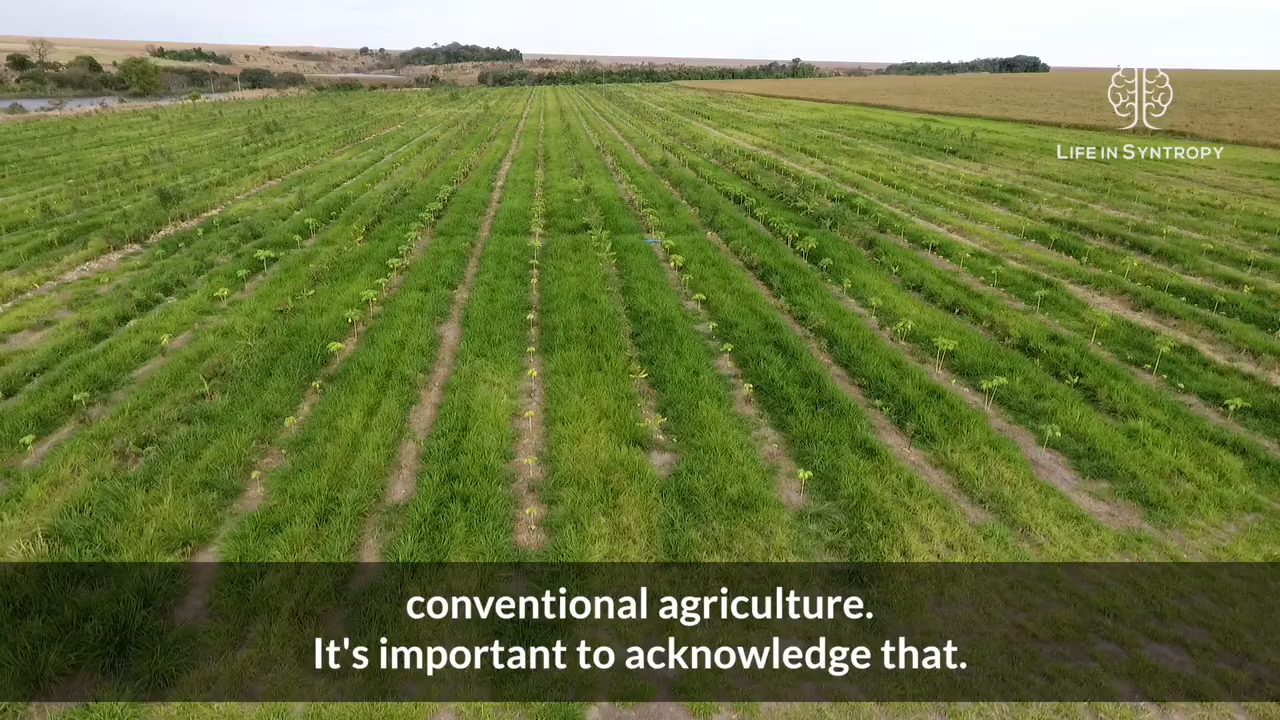 LIFE IN SYNTROPY
conventional agriculture.
It's important to acknowledge that.